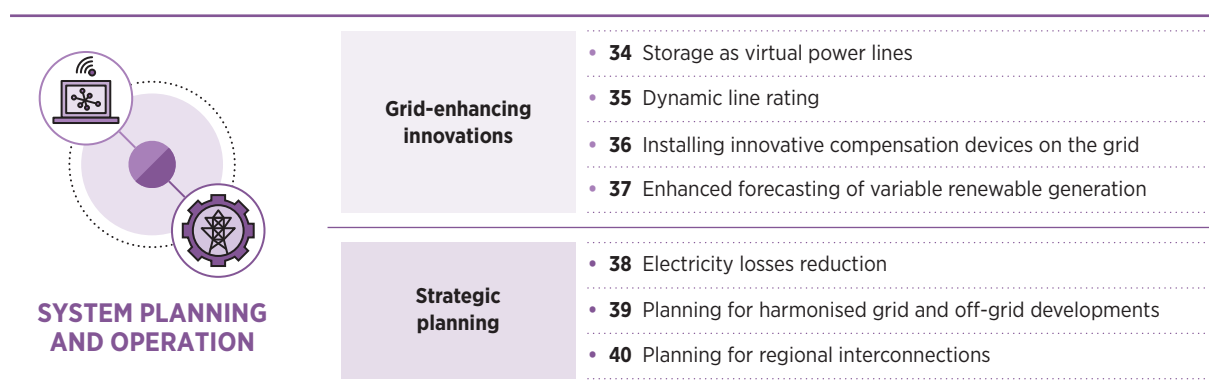 SYSTEM PLANNING
AND OPERATION
Grid-enhancing
innovations
• 34 Storage as virtual power lines
• 35 Dynamic line rating
• 36 Installing innovative compensation devices on the grid
• 37 Enhanced forecasting of variable renewable generation
Strategic
planning
• 38 Electricity losses reduction
• 39 Planning for harmonised grid and off-grid developments
• 40 Planning for regional interconnections